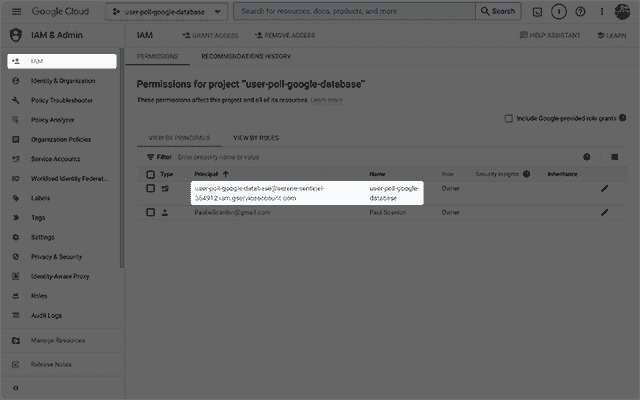 Google Cloud
user-poll-google-database
Search for resources, docs, products, and more
Search
IAM & Admin
IAM
GRANT ACCESS
REMOVE ACCESS
HELP ASSISTANT
LEARN
PERMISSIONS
RECOMMENDATIONS HISTORY
IAM
Identity & Organization
Policy Troubleshooter
Policy Analyzer
Organization Policies
Service Accounts
Workload Identity Federat...
Labels
Tags
Settings
Privacy & Security
Identity-Aware Proxy
Roles
Audit Logs
Manage Resources
Release Notes
Permissions for project "user-poll-google-database"
These permissions affect this project and all of its resources. Learn more
Include Google-provided role grants
VIEW BY PRINCIPALS
VIEW BY ROLES
Filter Enter property name or value
Type Principal Name Role Security insights Inheritance
user-poll-google-database@serene-sentinel-
364912.iam.gserviceaccount.com
user-poll-google-
database
Owner
PaulieScanlon@gmail.com Paul Scanlon Owner